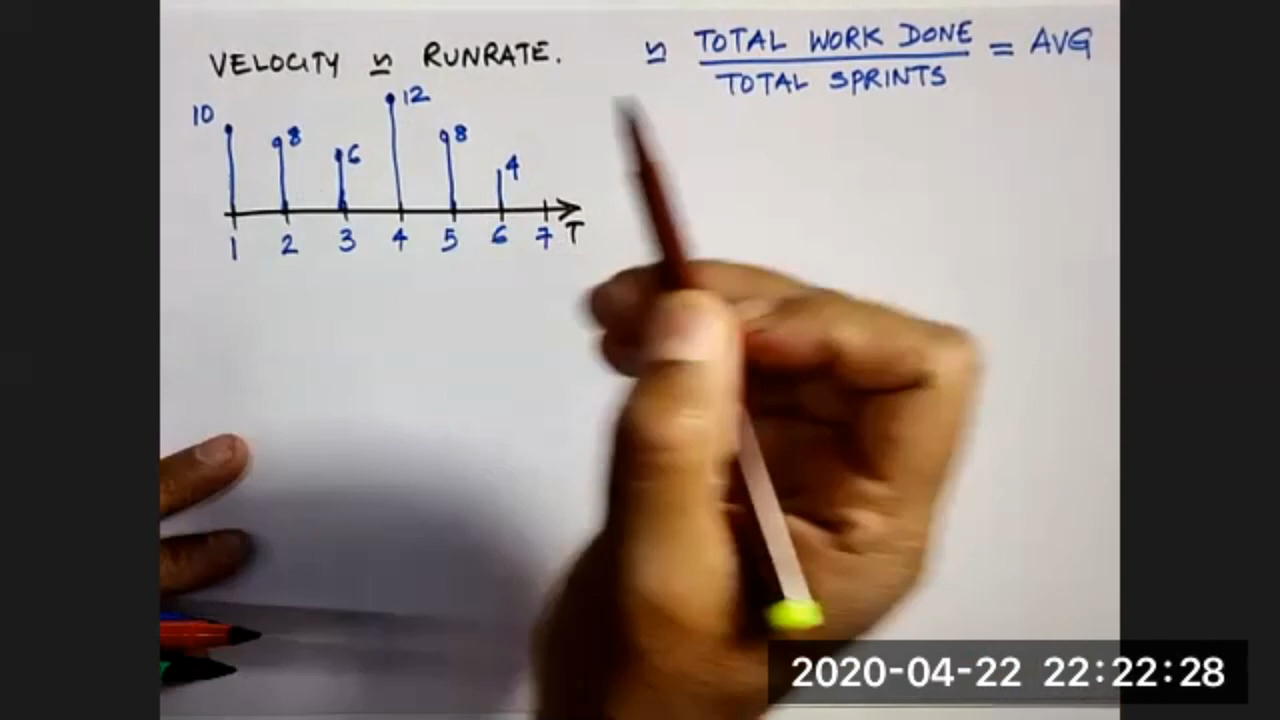 VELOCITY ≌ RUNRATE. ≌ TOTAL WORK DONE = AVG
TOTAL SPRINTS
10 8 6 12 8 4
1 2 3 4 5 6 7 T
2020-04-22 22:22:28